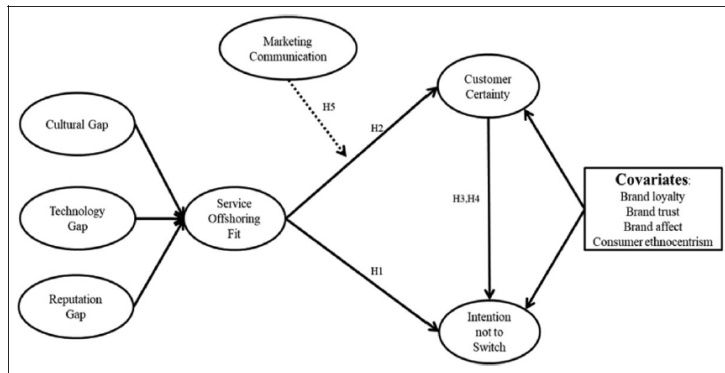 Marketing
Communication
Customer
Certainty
H5
H2
Cultural Gap
Technology
Gap
Service
Offshoring
Fit
H3,H4
Covariates:
Brand loyalty
Brand trust
Brand affect
Consumer ethnocentrism
H1
Reputation
Gap
Intention
not to
Switch